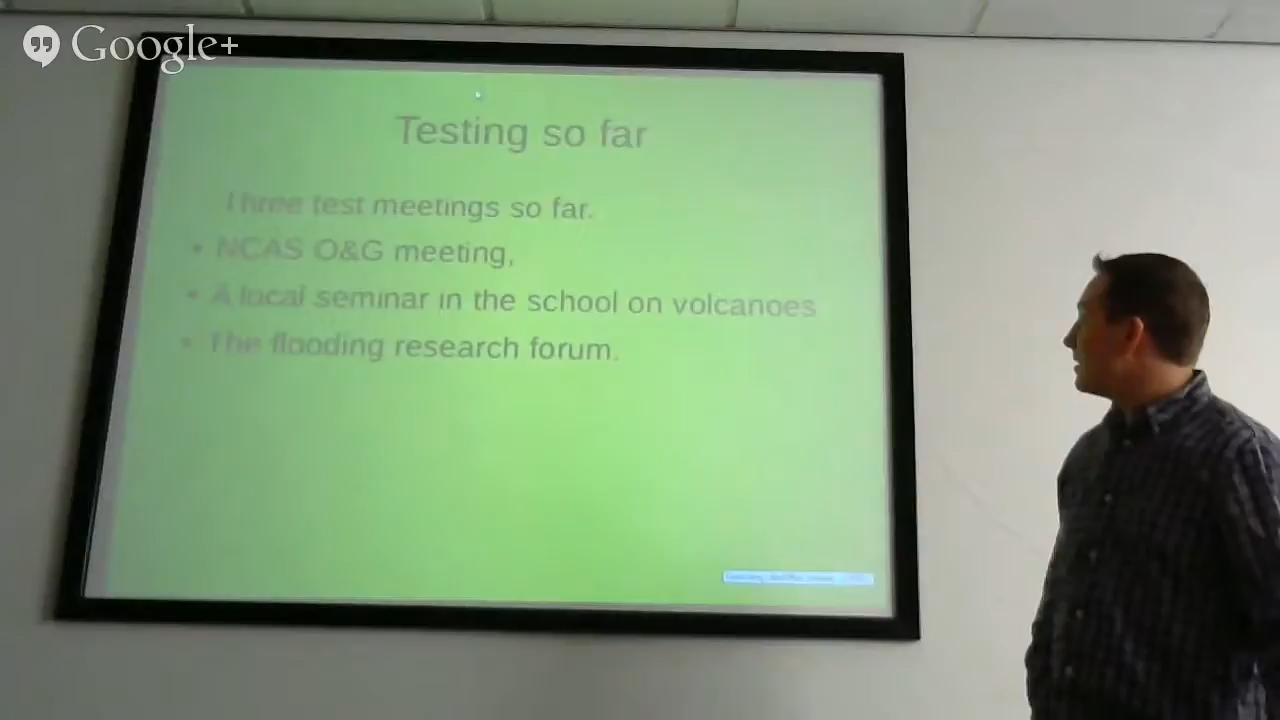 Google+
Testing so far
Three test meetings so far.
• NCAS O&G meeting,
• A local seminar in the school on volcanoes
• The flooding research forum.